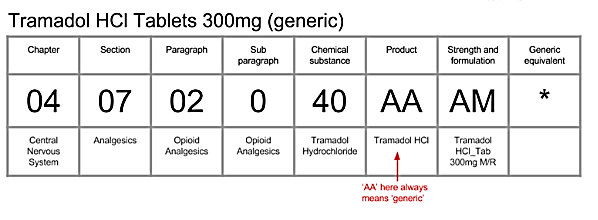 Tramadol HCl Tablets 300mg (generic)
Chapter Section Paragraph Sub paragraph Chemical substance Product Strength and formulation Generic equivalent
04 07 02 0 40 AA AM *
Central Nervous System Analgesics Opioid Analgesics Opioid Analgesics Tramadol Hydrochloride Tramadol HCl Tramadol HCl_Tab 300mg M/R
'AA' here always
means 'generic'